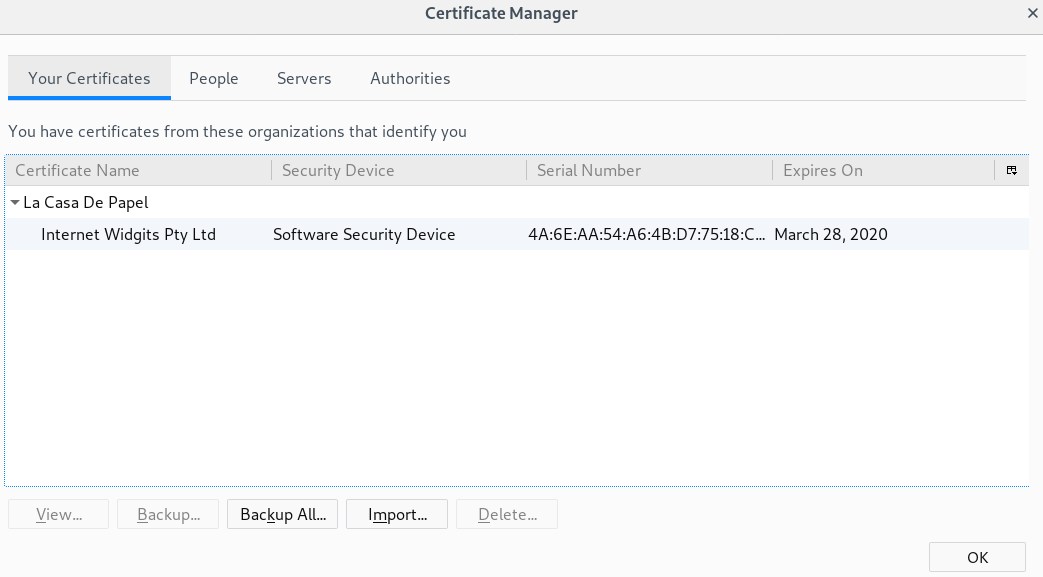 Certificate Manager
Your Certificates People Servers Authorities
You have certificates from these organizations that identify you
Certificate Name Security Device Serial Number Expires On
La Casa De Papel
Internet Widgits Pty Ltd Software Security Device 4A:6E:AA:54:A6:4B:D7:75:18:C... March 28, 2020
View... Backup... Backup All... Import... Delete...
OK